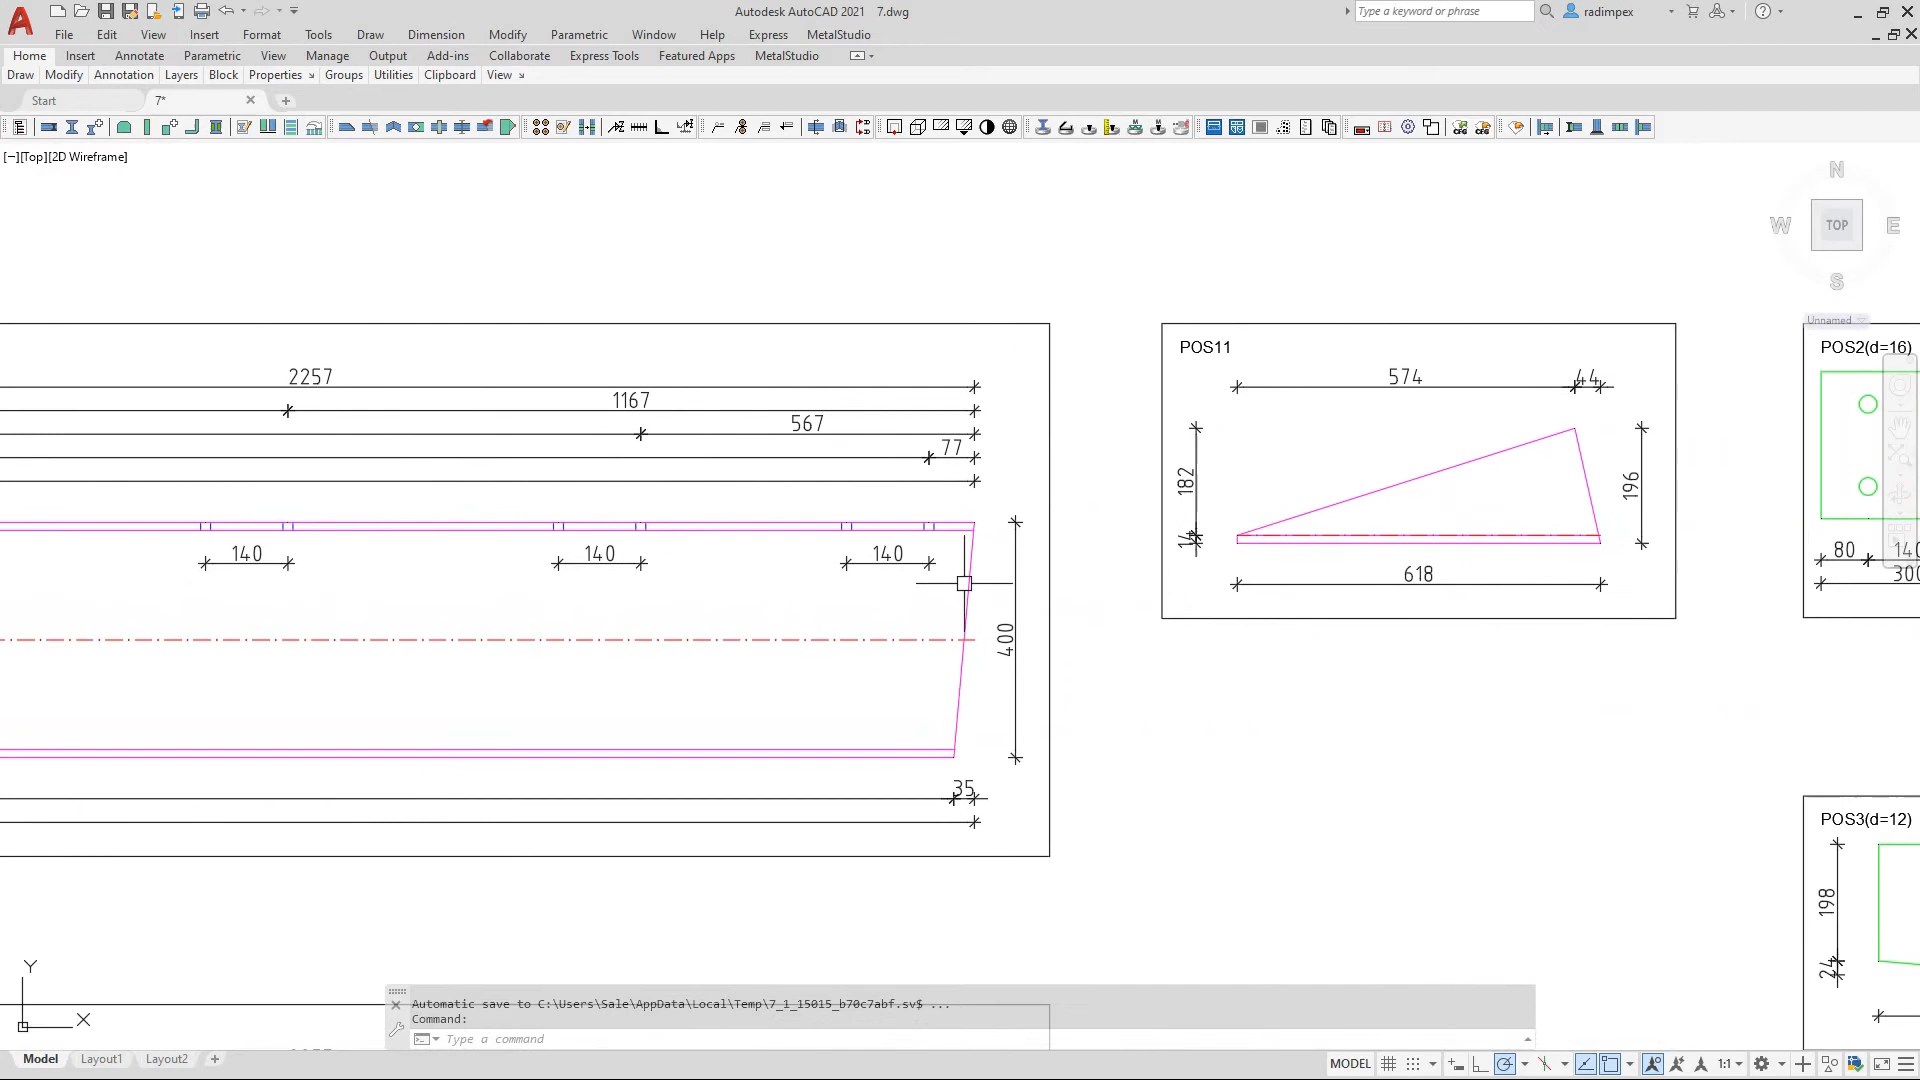 Autodesk AutoCAD 2021 7.dwg
Type a keyword or phrase
radimpex
File Edit View Insert Format Tools Draw Dimension Modify Parametric Window Help Express MetalStudio
Home Insert Annotate Parametric View Manage Output Add-ins Collaborate Express Tools Featured Apps MetalStudio
Draw Modify Annotation Layers Block Properties Groups Utilities Clipboard View
Start 7*
[−][Top][2D Wireframe]
N
W TOP E
S
Unnamed
2257
1167
567
77
140 140 140
400
35
POS11
574 44
182
14
196
618
POS2(d=16)
80 140
300
POS3(d=12)
198
24
Y
X
Automatic save to C:\Users\Sale\AppData\Local\Temp\7_1_15015_b70c7abf.sv$ ...
Command:
Type a command
Model Layout1 Layout2 +
MODEL 1:1